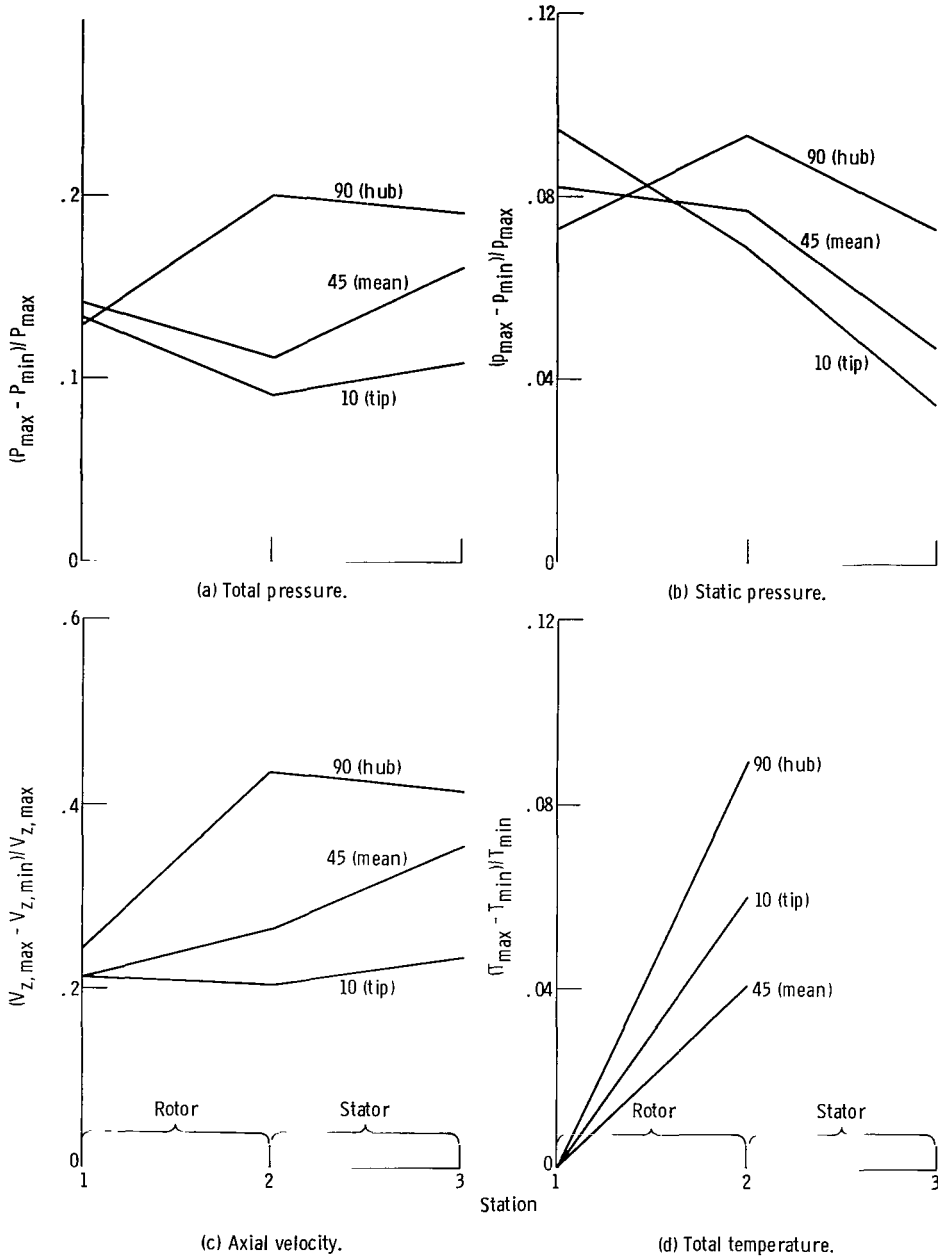 .2
.1
0
(P_max - P_min)/P_max
90 (hub)
45 (mean)
10 (tip)
(a) Total pressure.
.12
.08
.04
0
(p_max - p_min)/p_max
90 (hub)
45 (mean)
10 (tip)
(b) Static pressure.
.6
.4
.2
0
(V_z,max - V_z,min)/V_z,max
90 (hub)
45 (mean)
10 (tip)
Rotor
Stator
1
2
3
(c) Axial velocity.
.12
.08
.04
0
(T_max - T_min)/T_min
90 (hub)
10 (tip)
45 (mean)
Rotor
Stator
1
2
3
Station
(d) Total temperature.